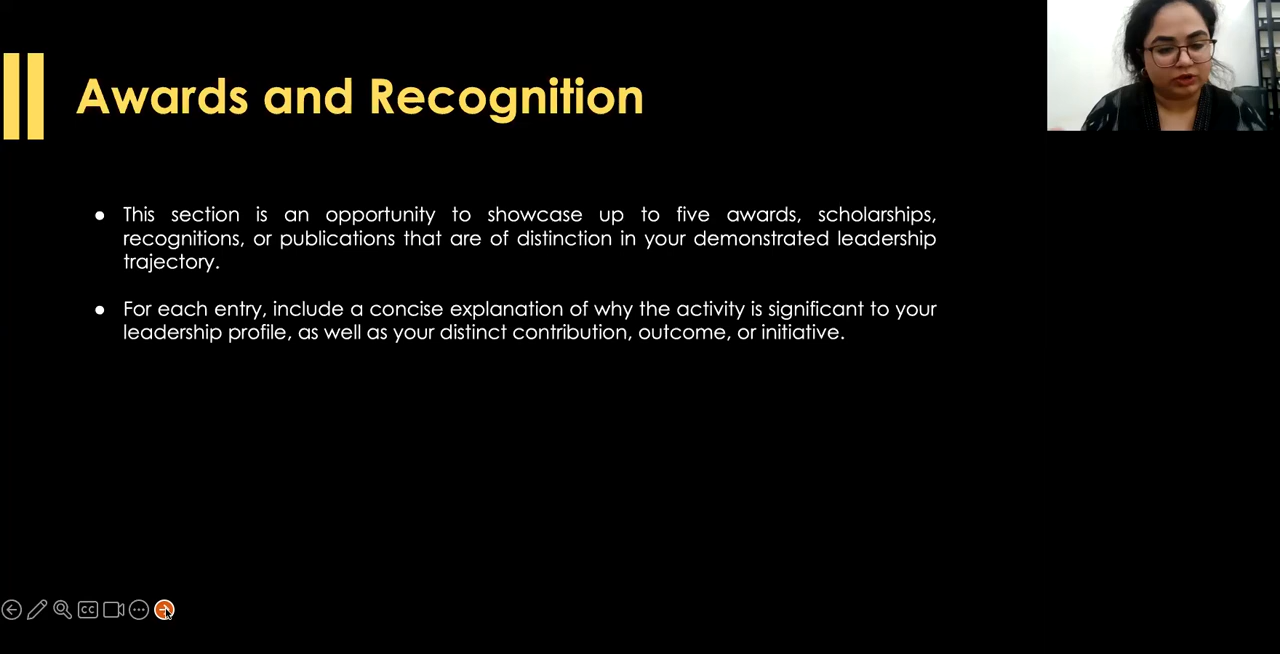 Awards and Recognition
● This section is an opportunity to showcase up to five awards, scholarships,
recognitions, or publications that are of distinction in your demonstrated leadership
trajectory.
● For each entry, include a concise explanation of why the activity is significant to your
leadership profile, as well as your distinct contribution, outcome, or initiative.
CC